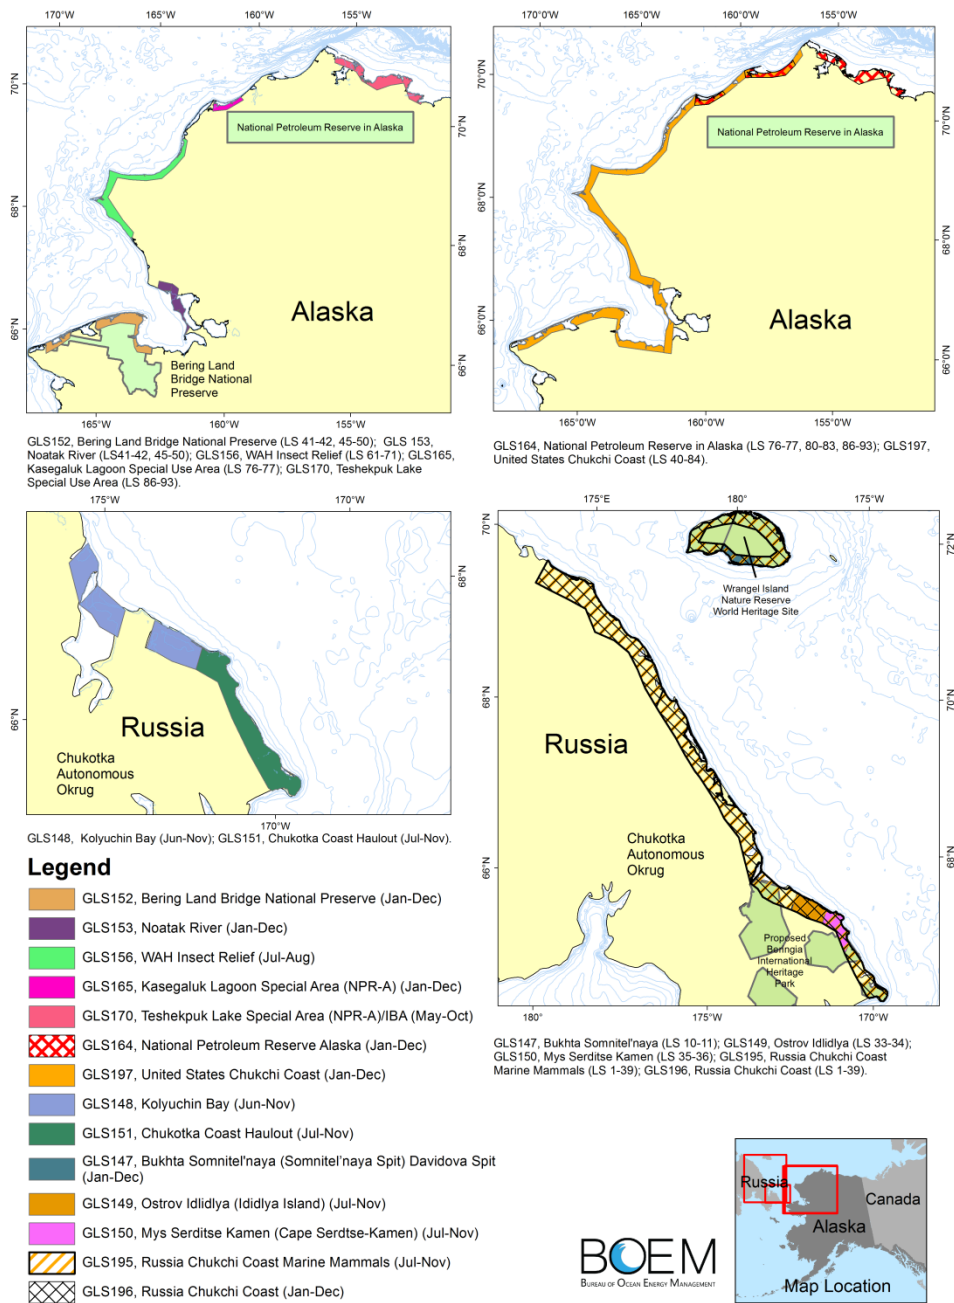 170°W 165°W 160°W 155°W
70°N
70°N
National Petroleum Reserve in Alaska
68°N
68°N
Alaska
66°N
66°N
Bering Land
Bridge National
Preserve
165°W 160°W 155°W
GLS152, Bering Land Bridge National Preserve (LS 41-42, 45-50); GLS 153,
Noatak River (LS41-42, 45-50); GLS156, WAH Insect Relief (LS 61-71); GLS165,
Kasegaluk Lagoon Special Use Area (LS 76-77); GLS170, Teshekpuk Lake
Special Use Area (LS 86-93).
170°0'W 165°0'W 160°0'W 155°0'W
70°0'N
70°0'N
National Petroleum Reserve in Alaska
68°0'N
68°0'N
Alaska
66°0'N
66°0'N
165°0'W 160°0'W 155°0'W
GLS164, National Petroleum Reserve in Alaska (LS 76-77, 80-83, 86-93); GLS197,
United States Chukchi Coast (LS 40-84).
175°W 170°W
68°N
68°N
66°N
66°N
Russia
Chukotka
Autonomous
Okrug
170°W
GLS148, Kolyuchin Bay (Jun-Nov); GLS151, Chukotka Coast Haulout (Jul-Nov).
175°E 180° 175°W
70°N
72°N
Wrangel Island
Nature Reserve
World Heritage Site
68°N
70°N
Russia
Chukotka
Autonomous
Okrug
66°N
68°N
Proposed
Beringia
International
Heritage
Park
180° 175°W 170°W
GLS147, Bukhta Somnitel'naya (LS 10-11); GLS149, Ostrov Idlidlya (LS 33-34);
GLS150, Mys Serditse Kamen (LS 35-36); GLS195, Russia Chukchi Coast
Marine Mammals (LS 1-39); GLS196, Russia Chukchi Coast (LS 1-39).
Legend
GLS152, Bering Land Bridge National Preserve (Jan-Dec)
GLS153, Noatak River (Jan-Dec)
GLS156, WAH Insect Relief (Jul-Aug)
GLS165, Kasegaluk Lagoon Special Area (NPR-A) (Jan-Dec)
GLS170, Teshekpuk Lake Special Area (NPR-A)/IBA (May-Oct)
GLS164, National Petroleum Reserve Alaska (Jan-Dec)
GLS197, United States Chukchi Coast (Jan-Dec)
GLS148, Kolyuchin Bay (Jun-Nov)
GLS151, Chukotka Coast Haulout (Jul-Nov)
GLS147, Bukhta Somnitel'naya (Somnitel'naya Spit) Davidova Spit
(Jan-Dec)
GLS149, Ostrov Idlidlya (Ididlya Island) (Jul-Nov)
GLS150, Mys Serditse Kamen (Cape Serdtse-Kamen) (Jul-Nov)
GLS195, Russia Chukchi Coast Marine Mammals (Jul-Nov)
GLS196, Russia Chukchi Coast (Jan-Dec)
BOEM
BUREAU OF OCEAN ENERGY MANAGEMENT
Russia
Canada
Alaska
Map Location